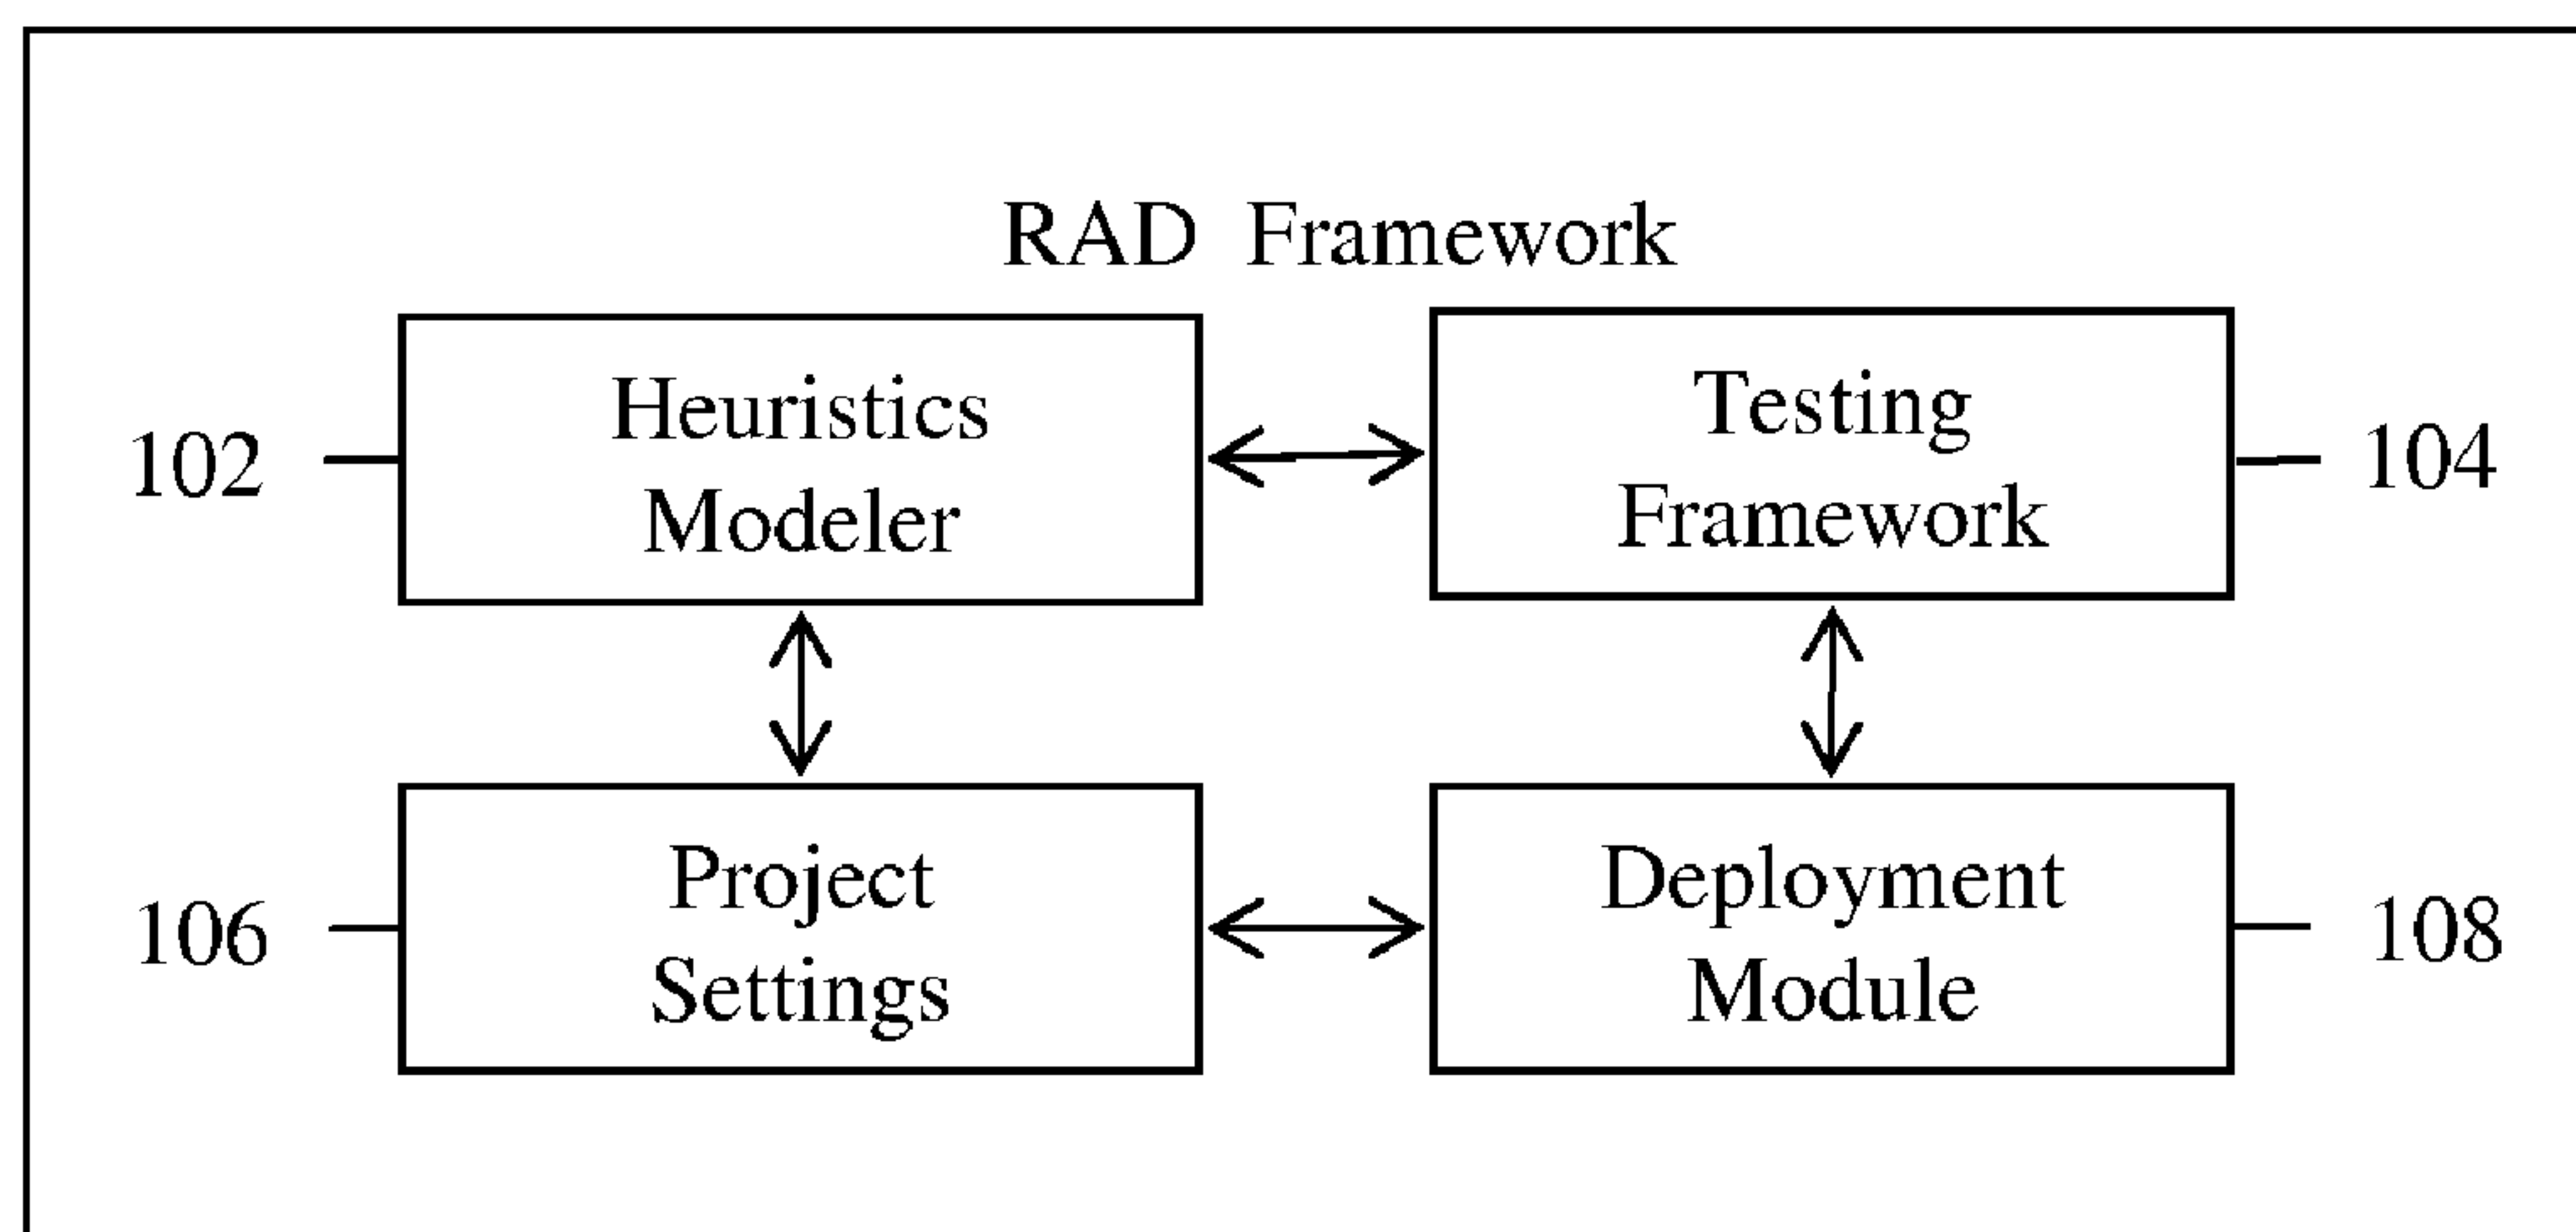 RAD Framework
Heuristics
Modeler
102
Testing
Framework
104
Project
Settings
106
Deployment
Module
108